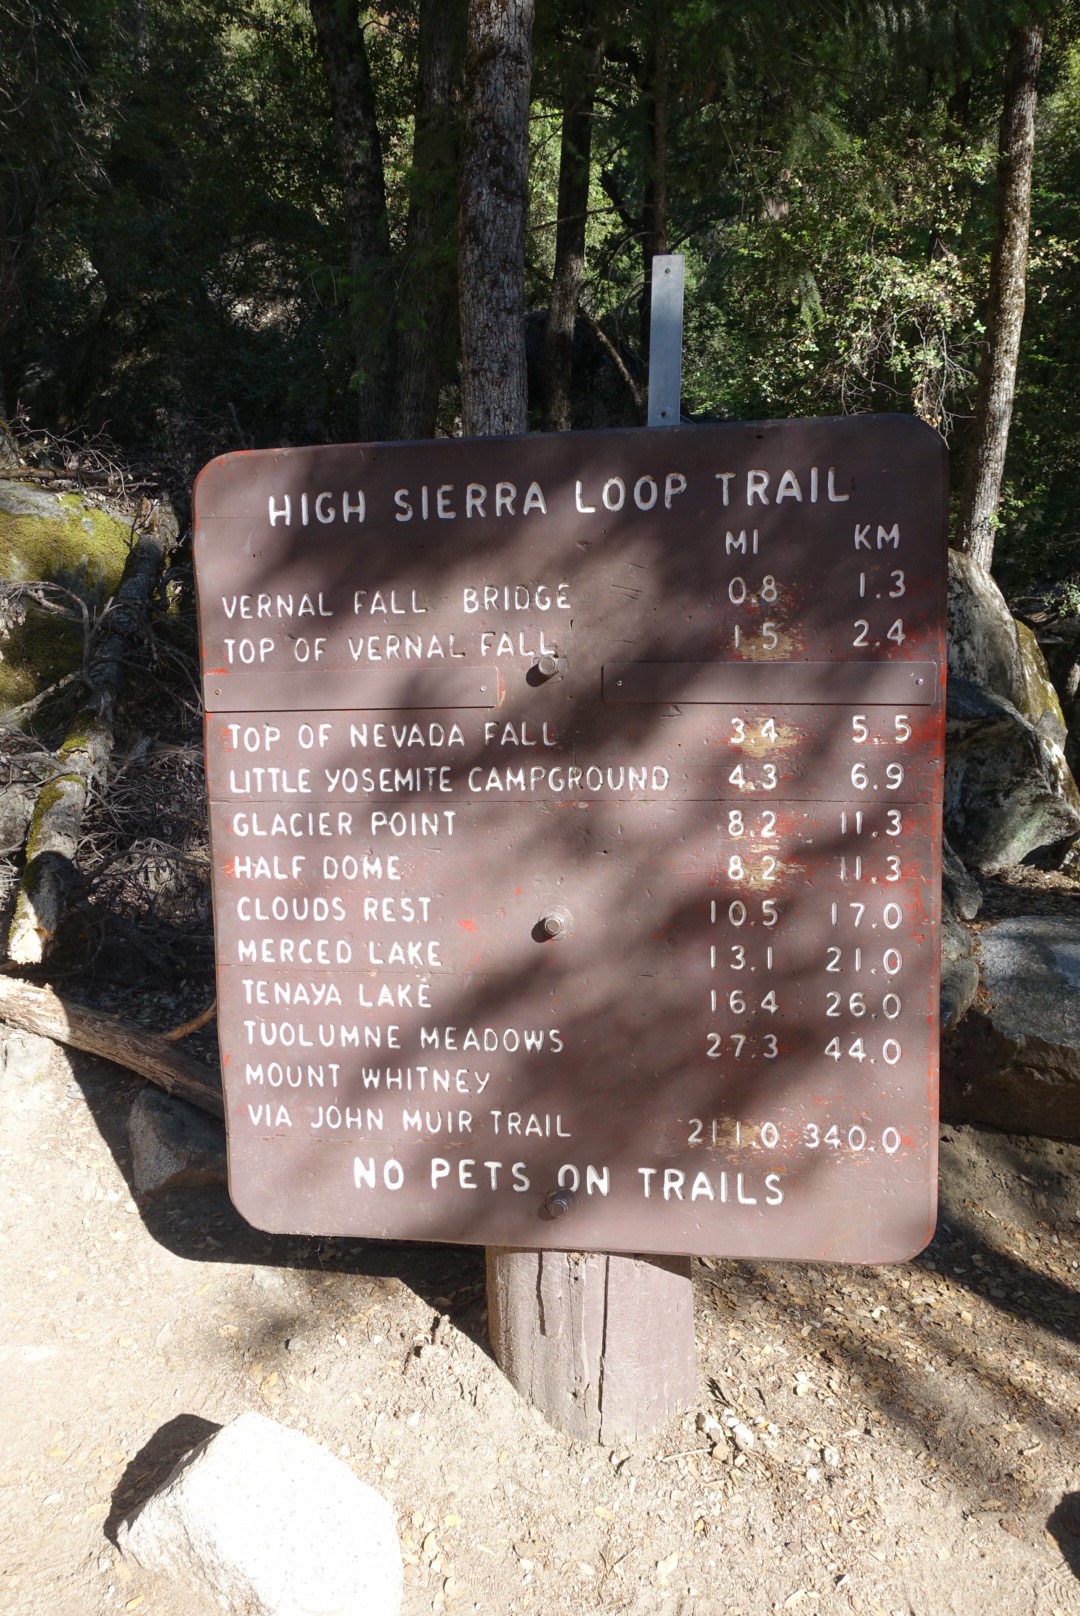 HIGH SIERRA LOOP TRAIL
MI KM
VERNAL FALL BRIDGE 0.8 1.3
TOP OF VERNAL FALL 1.5 2.4
TOP OF NEVADA FALL 3.4 5.5
LITTLE YOSEMITE CAMPGROUND 4.3 6.9
GLACIER POINT 8.2 11.3
HALF DOME 8.2 11.3
CLOUDS REST 10.5 17.0
MERCED LAKE 13.1 21.0
TENAYA LAKE 16.4 26.0
TUOLUMNE MEADOWS 27.3 44.0
MOUNT WHITNEY
VIA JOHN MUIR TRAIL 211.0 340.0
NO PETS ON TRAILS